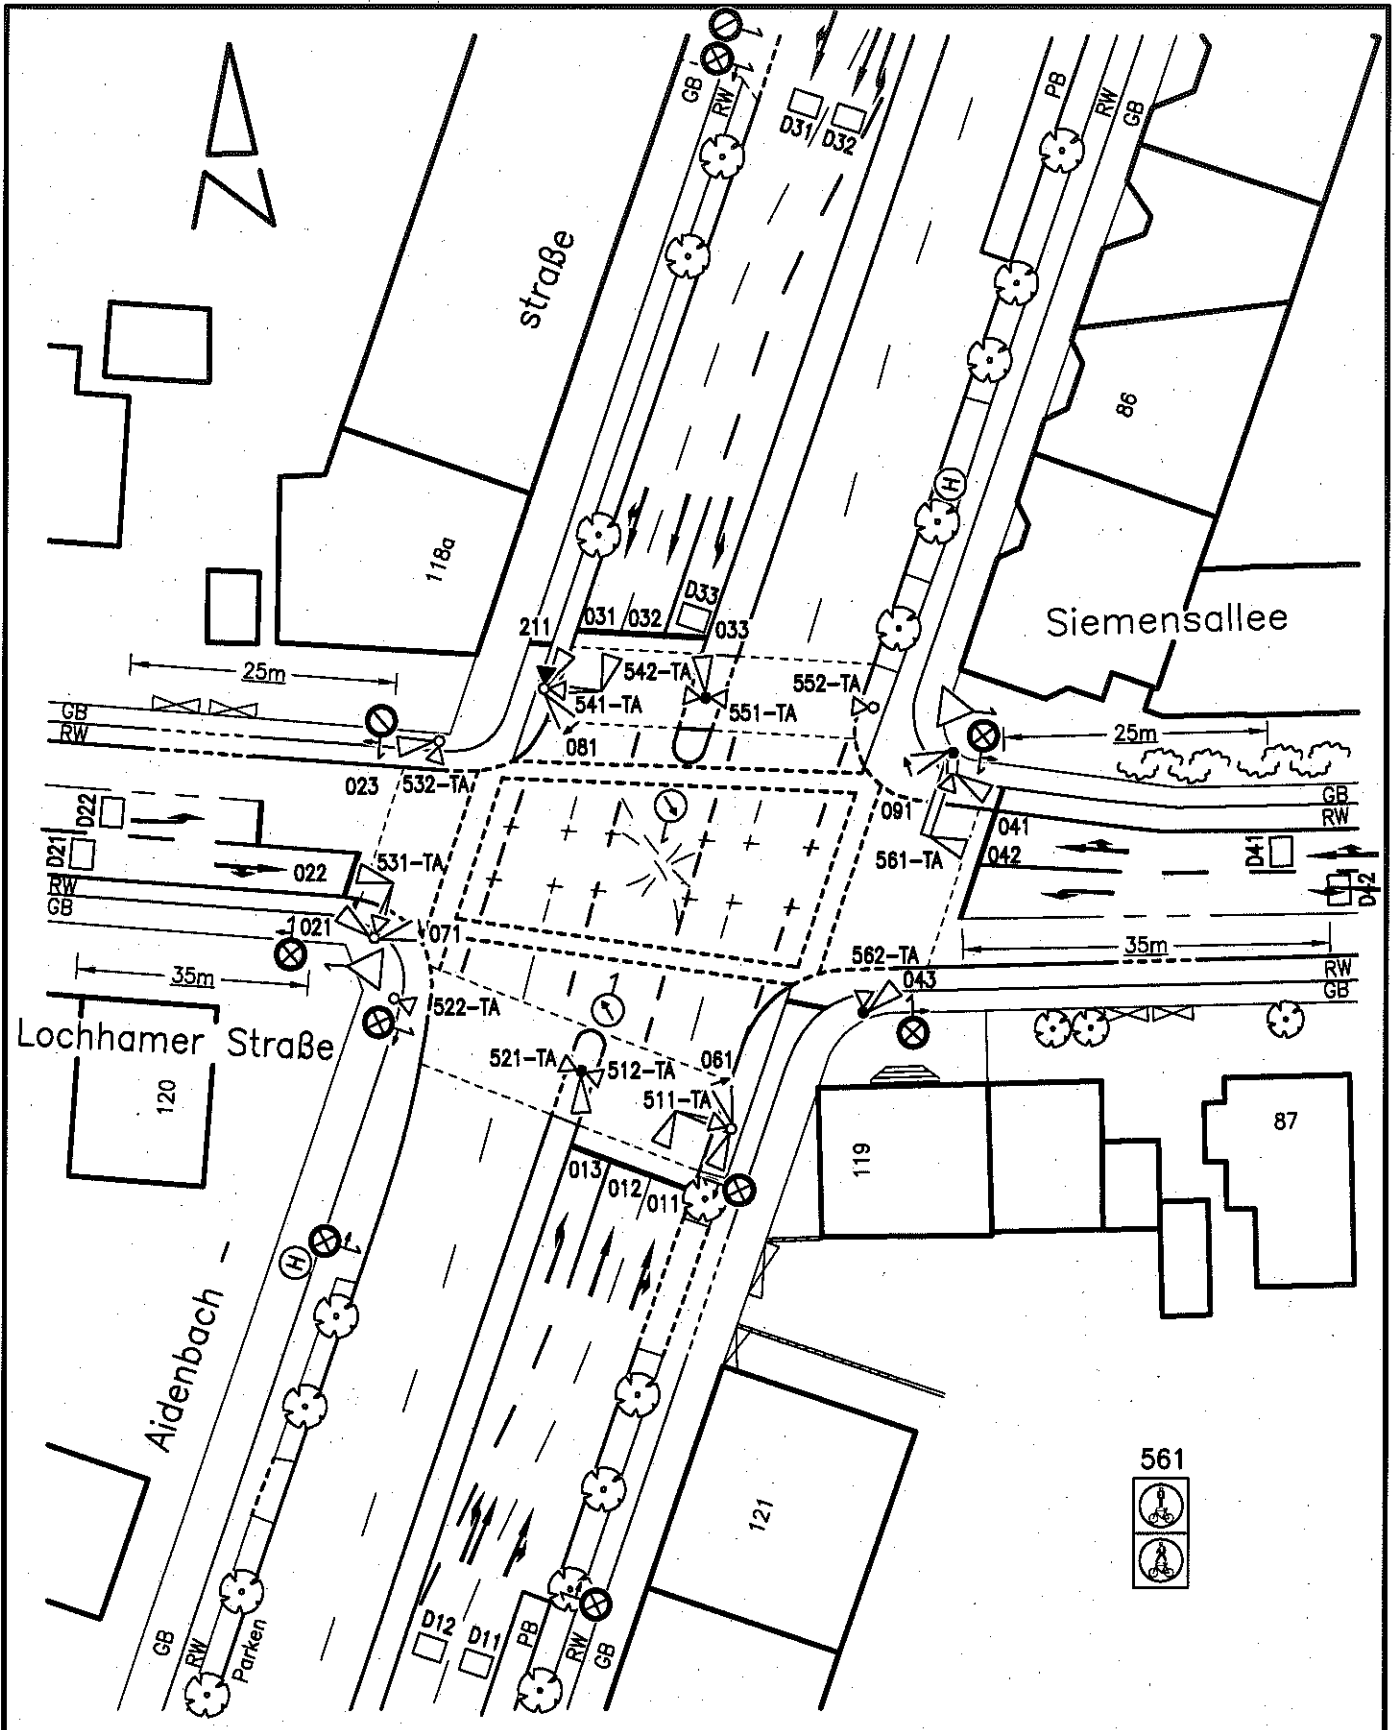 GB
RW
D31
D32
PB
RW
GB
straße
86
H
118a
D33
031
032
033
211
Siemensallee
25m
542-TA
552-TA
541-TA
551-TA
GB
RW
081
25m
023
532-TA
091
041
GB
RW
D22
D21
531-TA
561-TA
042
D41
D42
022
RW
GB
021
071
562-TA
35m
35m
043
RW
GB
522-TA
Lochhamer Straße
521-TA
512-TA
061
511-TA
120
119
87
013
012
011
H
Aidenbach -
561
121
D12
D11
PB
RW
GB
GB
RW
Parken